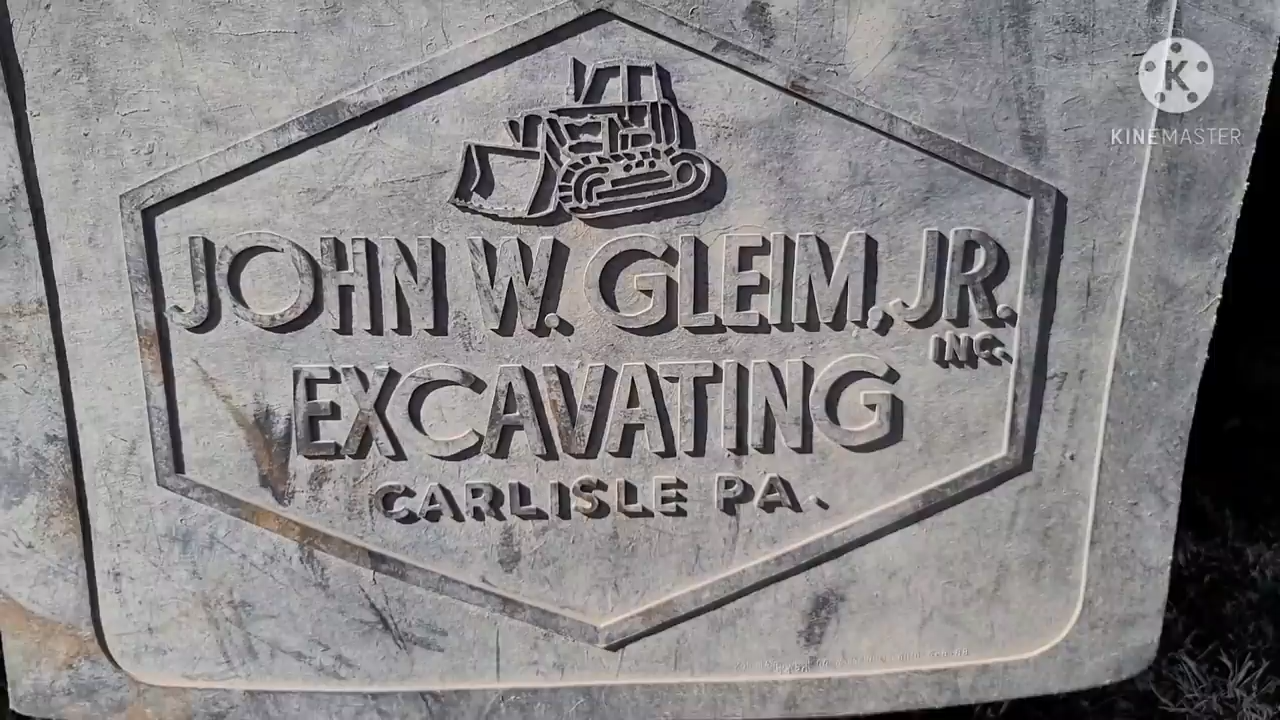 JOHN W. GLEIM, JR.
INC.
EXCAVATING
CARLISLE PA.
K
KINEMASTER